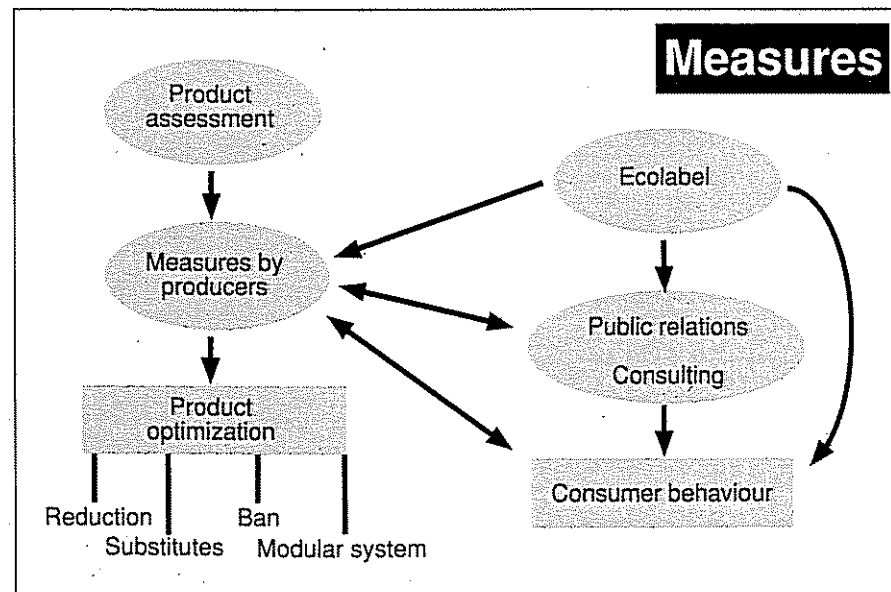 Measures
Product
assessment
Ecolabel
Measures by
producers
Public relations
Consulting
Product
optimization
Consumer behaviour
Reduction
Ban
Substitutes
Modular system